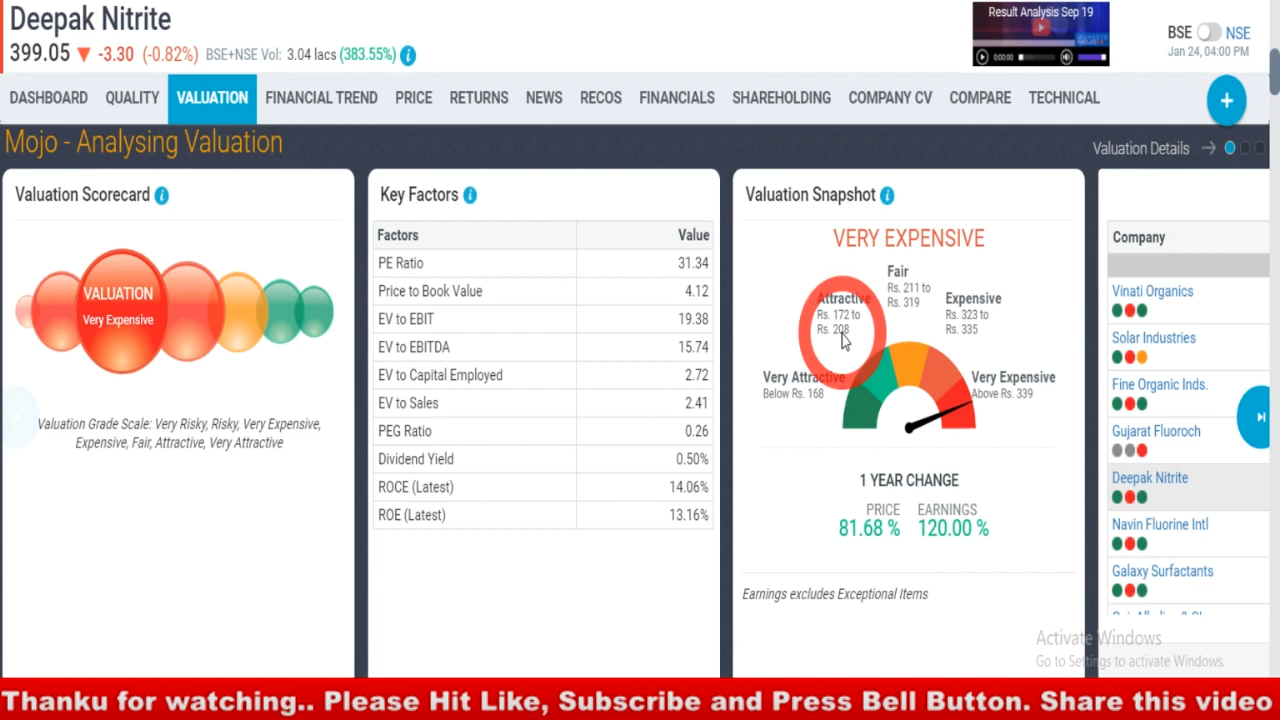 Deepak Nitrite
399.05 ▼ -3.30 (-0.82%) BSE+NSE Vol: 3.04 lacs (383.55%) i
Result Analysis Sep 19
0:00:00
BSE NSE
Jan 24, 04:00 PM
DASHBOARD QUALITY VALUATION FINANCIAL TREND PRICE RETURNS NEWS RECOS FINANCIALS SHAREHOLDING COMPANY CV COMPARE TECHNICAL
+
Mojo - Analysing Valuation
Valuation Details →
Valuation Scorecard i
VALUATION
Very Expensive
Valuation Grade Scale: Very Risky, Risky, Very Expensive,
Expensive, Fair, Attractive, Very Attractive
Key Factors i
Factors Value
PE Ratio 31.34
Price to Book Value 4.12
EV to EBIT 19.38
EV to EBITDA 15.74
EV to Capital Employed 2.72
EV to Sales 2.41
PEG Ratio 0.26
Dividend Yield 0.50%
ROCE (Latest) 14.06%
ROE (Latest) 13.16%
Valuation Snapshot i
VERY EXPENSIVE
Fair
Rs. 211 to
Rs. 319
Attractive
Rs. 172 to
Rs. 208
Expensive
Rs. 323 to
Rs. 335
Very Attractive
Below Rs. 168
Very Expensive
Above Rs. 339
1 YEAR CHANGE
PRICE EARNINGS
81.68 % 120.00 %
Earnings excludes Exceptional Items
Company
Vinati Organics
Solar Industries
Fine Organic Inds.
Gujarat Fluoroch
Deepak Nitrite
Navin Fluorine Intl
Galaxy Surfactants
Activate Windows
Go to Settings to activate Windows.
Thanku for watching.. Please Hit Like, Subscribe and Press Bell Button. Share this video